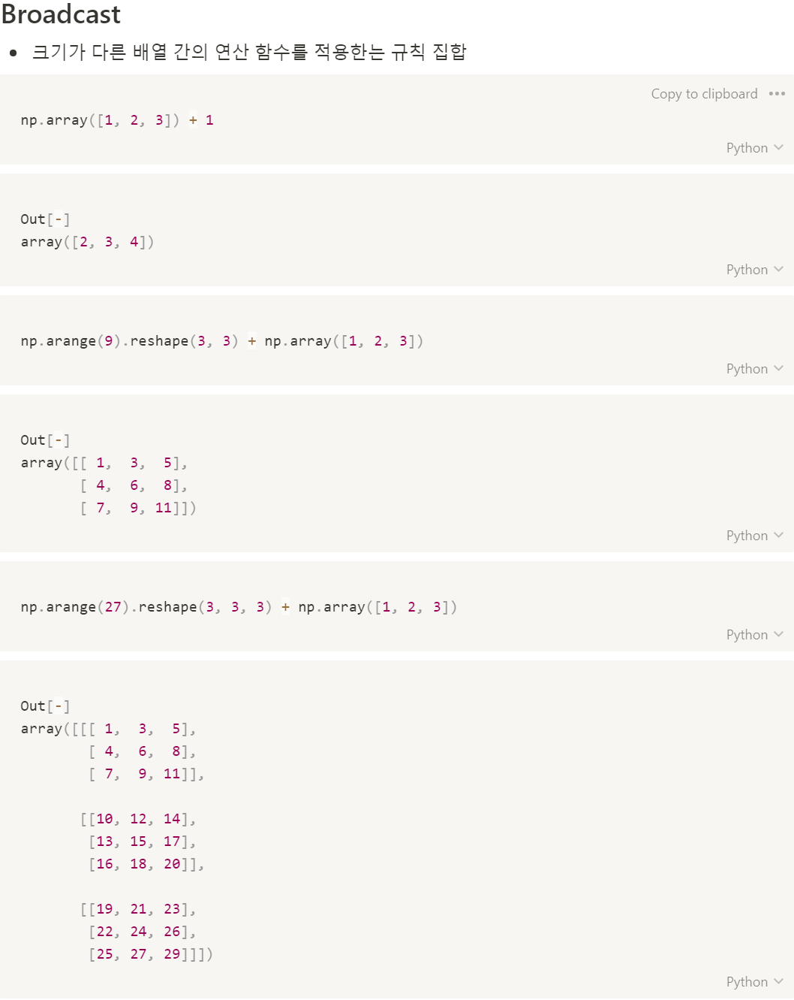 Broadcast
• 크기가 다른 배열 간의 연산 함수를 적용한는 규칙 집합
Copy to clipboard •••
np.array([1, 2, 3]) + 1
Python
Out[-]
array([2, 3, 4])
Python
np.arange(9).reshape(3, 3) + np.array([1, 2, 3])
Python
Out[-]
array([[ 1,  3,  5],
       [ 4,  6,  8],
       [ 7,  9, 11]])
Python
np.arange(27).reshape(3, 3, 3) + np.array([1, 2, 3])
Python
Out[-]
array([[[ 1,  3,  5],
        [ 4,  6,  8],
        [ 7,  9, 11]],
       [[10, 12, 14],
        [13, 15, 17],
        [16, 18, 20]],
       [[19, 21, 23],
        [22, 24, 26],
        [25, 27, 29]]])
Python